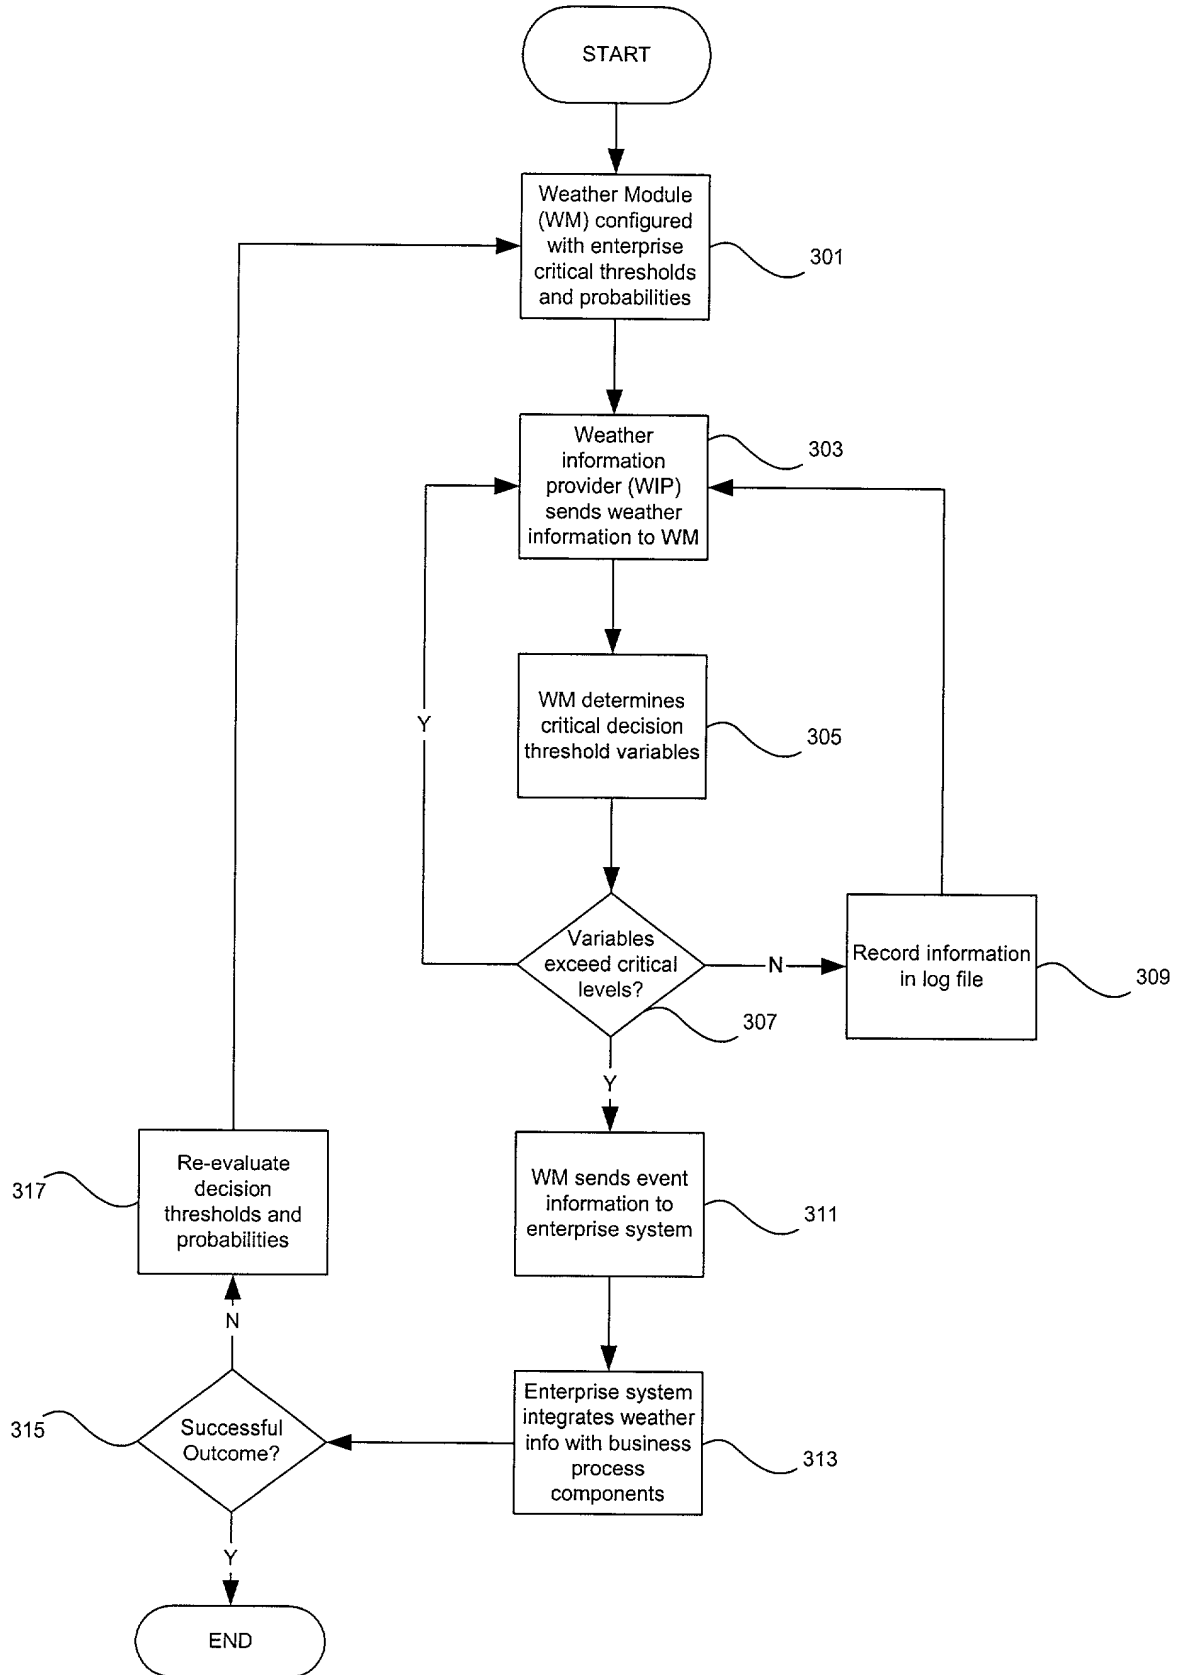 START
Weather Module
(WM) configured
with enterprise
critical thresholds
and probabilities
301
Weather
information
provider (WIP)
sends weather
information to WM
303
WM determines
critical decision
threshold variables
305
Y
Variables
exceed critical
levels?
307
N
Record information
in log file
309
Y
WM sends event
information to
enterprise system
311
Enterprise system
integrates weather
info with business
process
components
313
Successful
Outcome?
315
N
Re-evaluate
decision
thresholds and
probabilities
317
Y
END